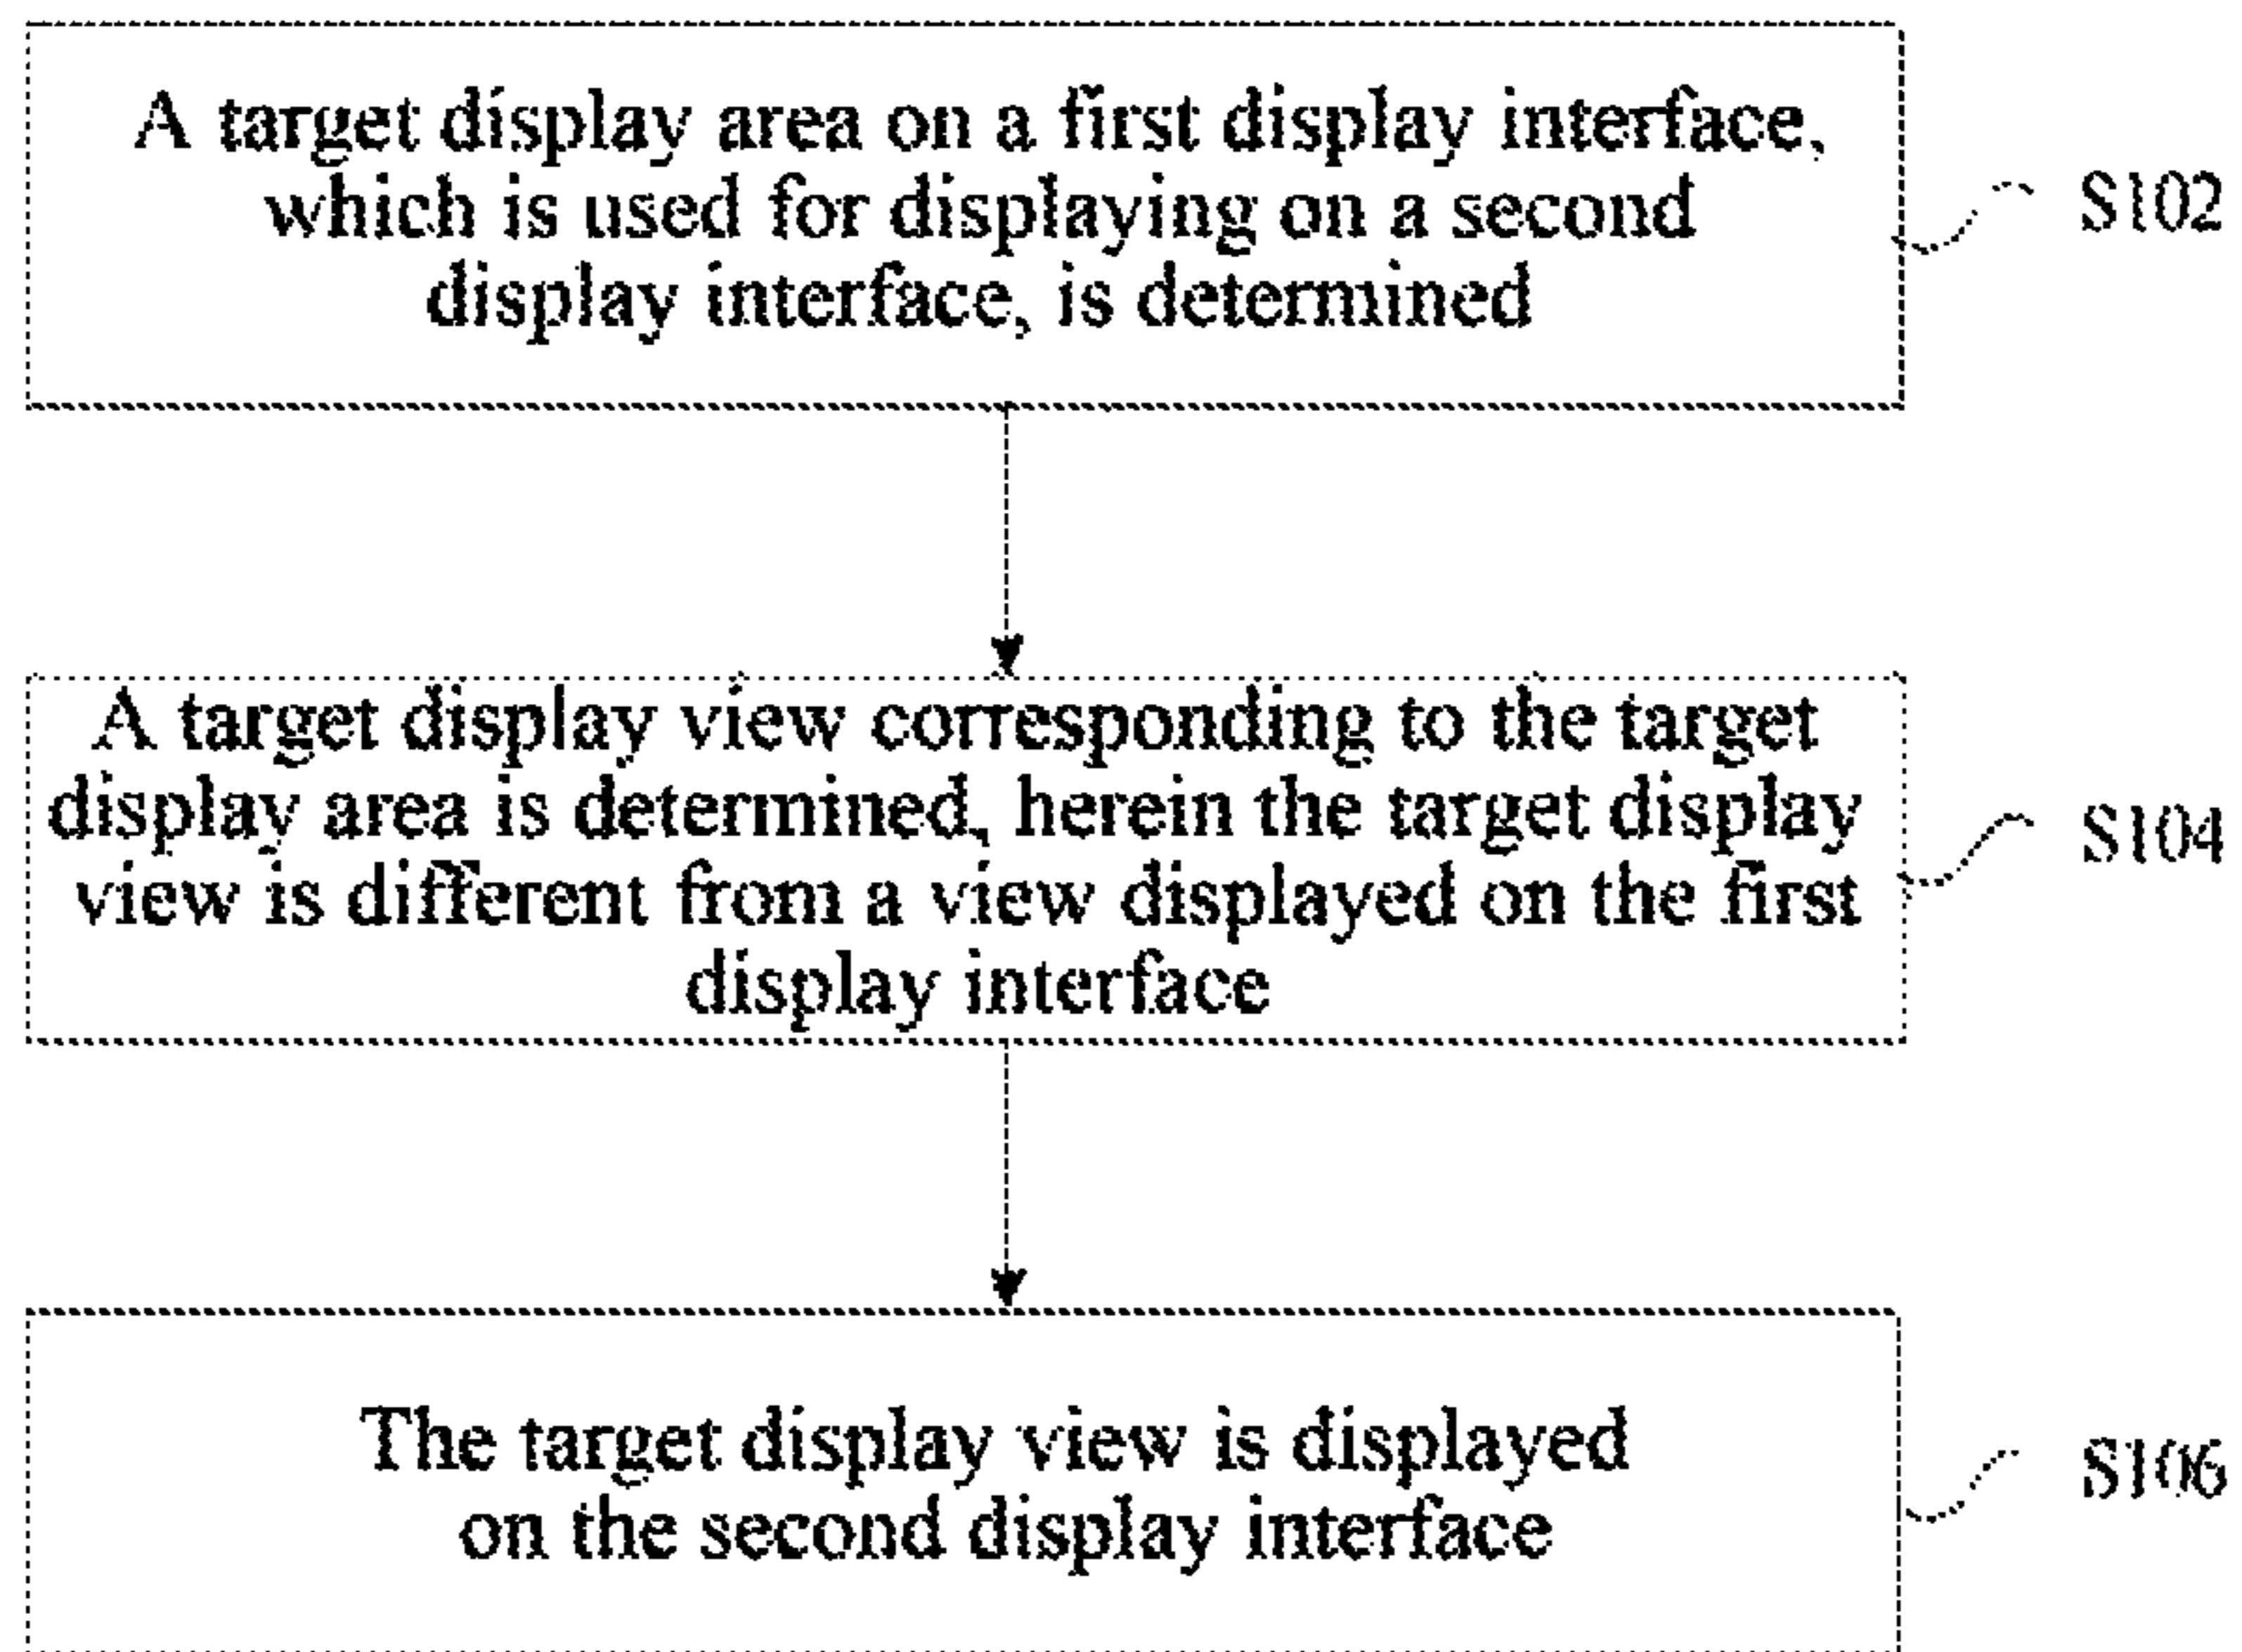 A target display area on a first display interface,
which is used for displaying on a second
display interface, is determined
S102
A target display view corresponding to the target
display area is determined, herein the target display
view is different from a view displayed on the first
display interface
S104
The target display view is displayed
on the second display interface
S106